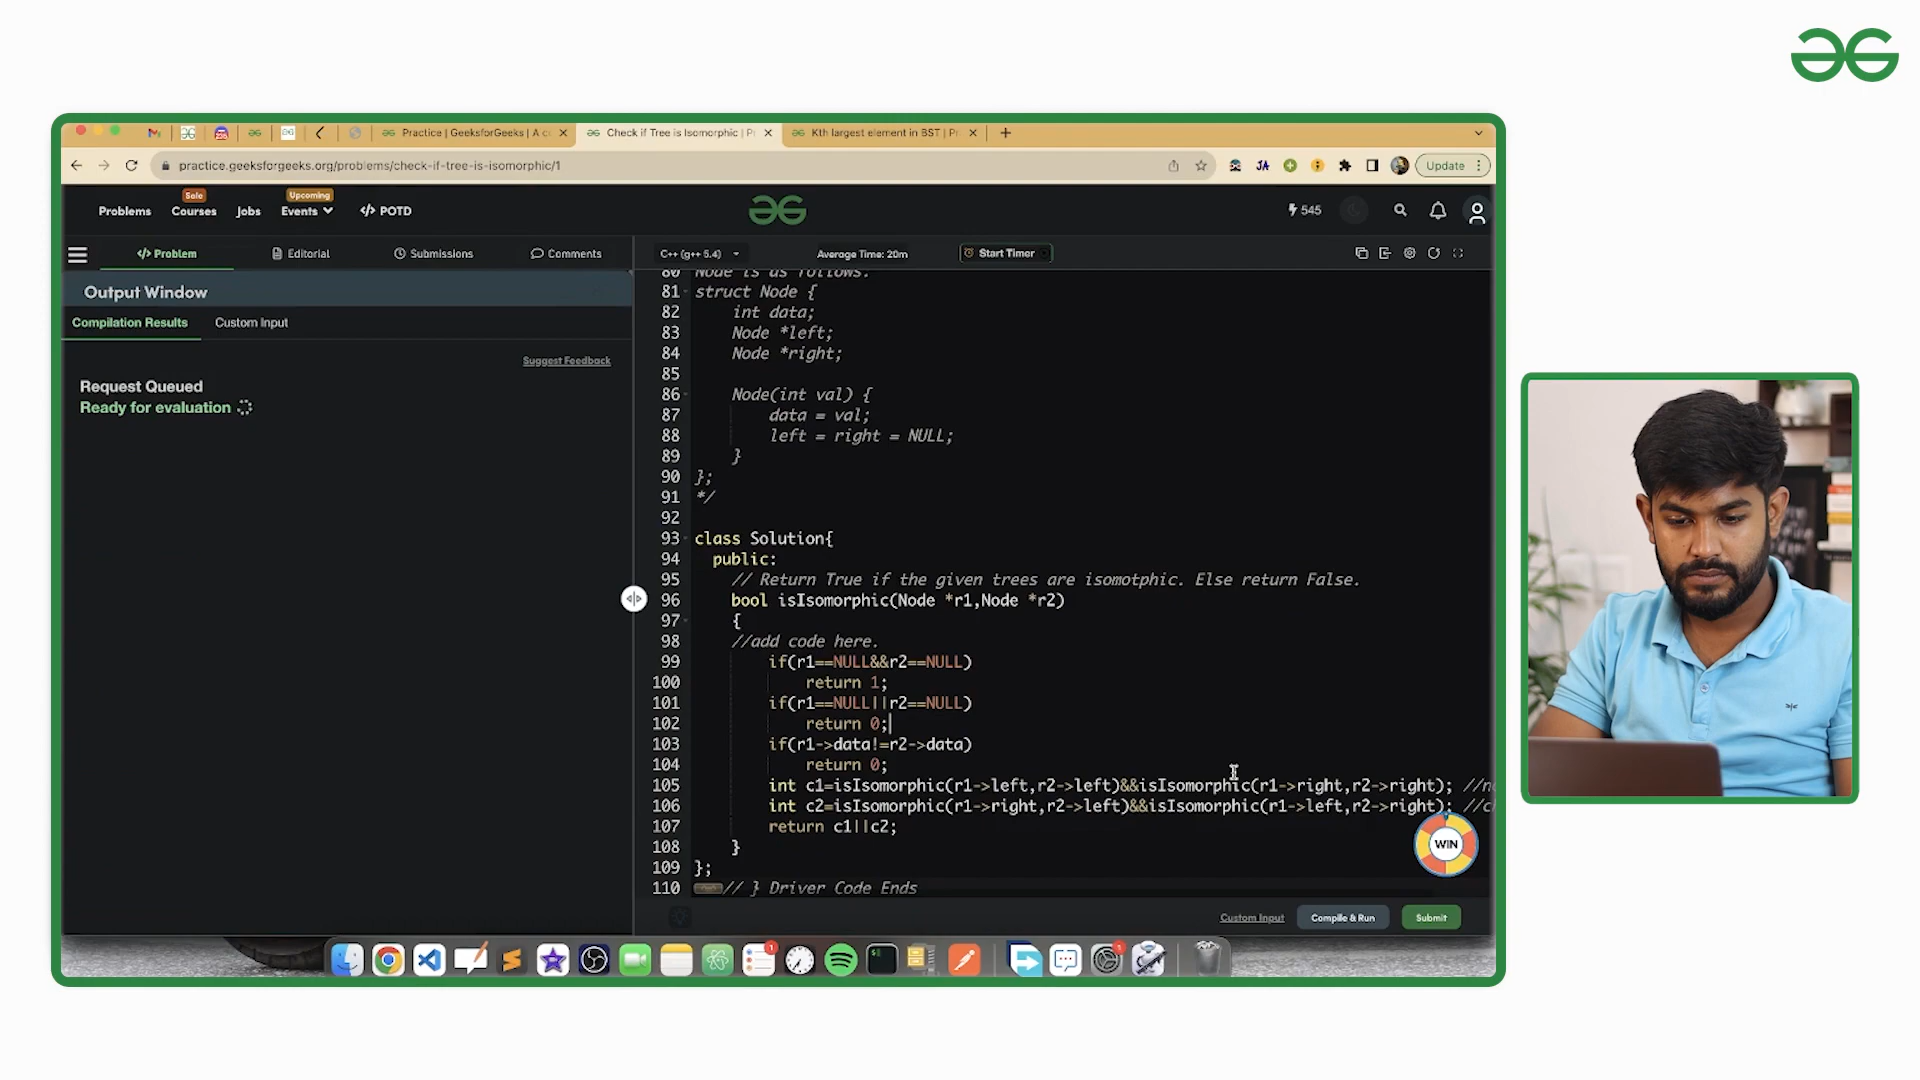 Practice | GeeksforGeeks | A c
Check if Tree is Isomorphic | P
Kth largest element in BST | P
practice.geeksforgeeks.org/problems/check-if-tree-is-isomorphic/1
JA
Update
Sale
Upcoming
Problems
Courses
Jobs
Events
</> POTD
545
</> Problem
Editorial
Submissions
Comments
C++ (g++ 5.4)
Average Time: 20m
Start Timer
Output Window
Compilation Results
Custom Input
Suggest Feedback
Request Queued
Ready for evaluation
80 Node is as follows:
81 struct Node {
82 int data;
83 Node *left;
84 Node *right;
85
86 Node(int val) {
87 data = val;
88 left = right = NULL;
89 }
90 };
91 */
92
93 class Solution{
94 public:
95 // Return True if the given trees are isomotphic. Else return False.
96 bool isIsomorphic(Node *r1,Node *r2)
97 {
98 //add code here.
99 if(r1==NULL&&r2==NULL)
100 return 1;
101 if(r1==NULL||r2==NULL)
102 return 0;
103 if(r1->data!=r2->data)
104 return 0;
105 int c1=isIsomorphic(r1->left,r2->left)&&isIsomorphic(r1->right,r2->right); //n
106 int c2=isIsomorphic(r1->right,r2->left)&&isIsomorphic(r1->left,r2->right); //c
107 return c1||c2;
108 }
109 };
110 // } Driver Code Ends
WIN
Custom Input
Compile & Run
Submit